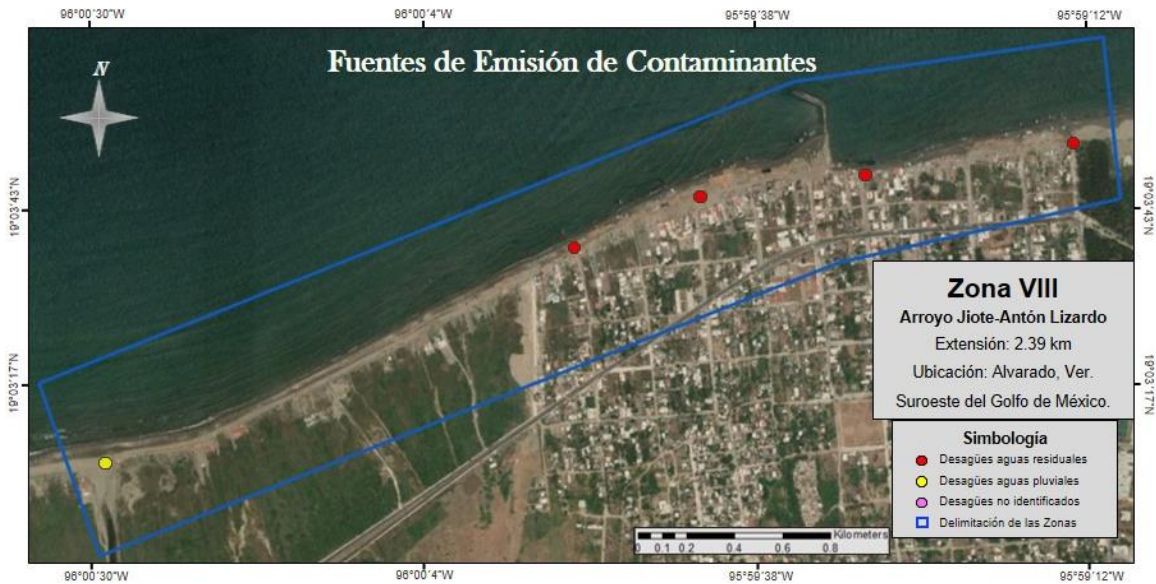 96°00'30"W 96°00'4"W 95°59'38"W 95°59'12"W
Fuentes de Emisión de Contaminantes
N
19°03'43"N 19°03'43"N
Zona VIII
Arroyo Jiote-Antón Lizardo
Extensión: 2.39 km
Ubicación: Alvarado, Ver.
Suroeste del Golfo de México.
19°03'17"N 19°03'17"N
Simbología
Desagües aguas residuales
Desagües aguas pluviales
Desagües no identificados
Delimitación de las Zonas
Kilometers
0 0.1 0.2 0.4 0.6 0.8
96°00'30"W 96°00'4"W 95°59'38"W 95°59'12"W